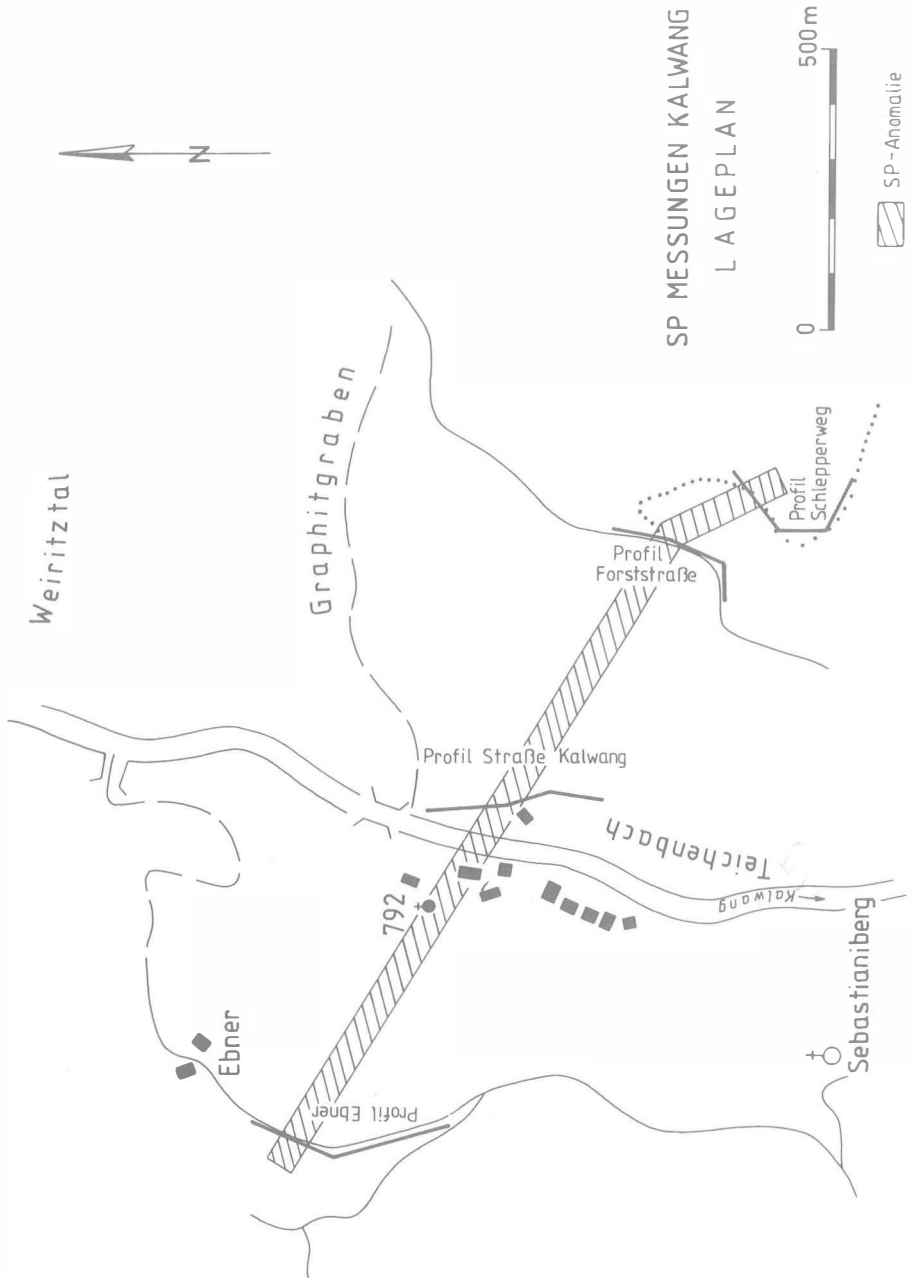 Weiritztal
N
Graphitgraben
Ebner
792
Profil Ebner
Profil Straße Kalwang
Profil
Forststraße
Profil
Schlepperweg
Teichenbach
Kalwang
Sebastianiberg
SP MESSUNGEN KALWANG
LAGEPLAN
0 500m
SP-Anomalie